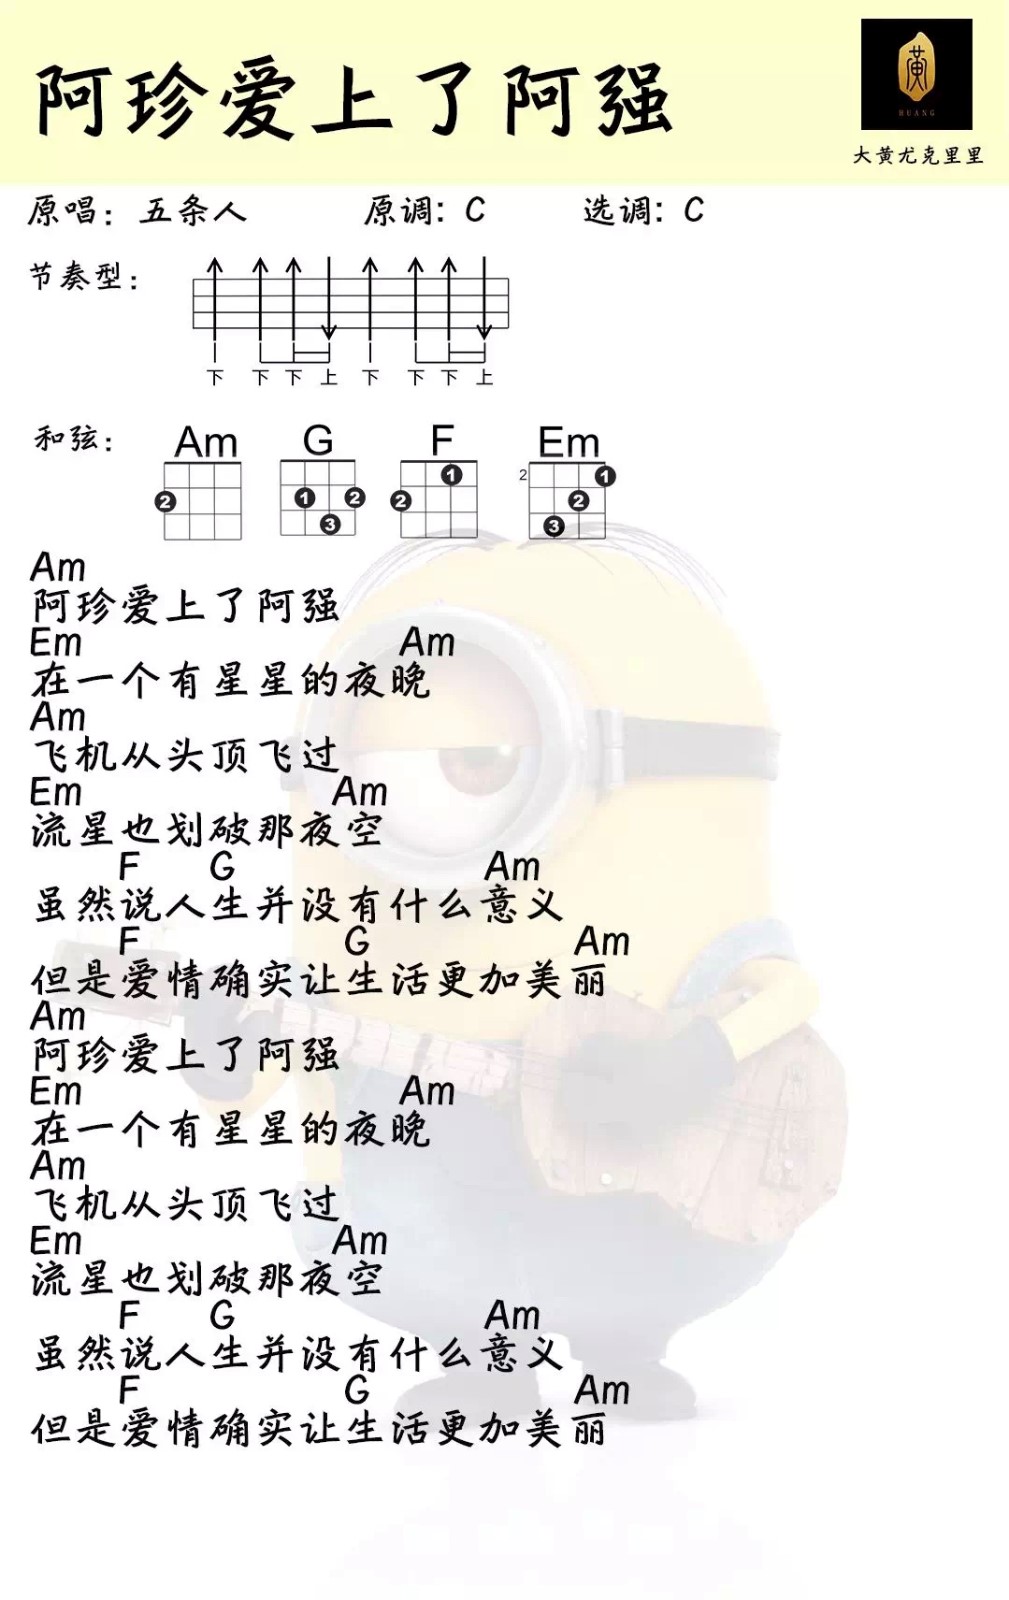 阿珍爱上了阿强
黄
HUANG
大黄尤克里里
原唱：五条人 原调：C 选调：C
节奏型：
下 下 下 上 下 下 下 上
和弦： Am G F Em
2 1 2 3 1 2 2 1 2 3
Am
阿珍爱上了阿强
Em Am
在一个有星星的夜晚
Am
飞机从头顶飞过
Em Am
流星也划破那夜空
F G Am
虽然说人生并没有什么意义
F G Am
但是爱情确实让生活更加美丽
Am
阿珍爱上了阿强
Em Am
在一个有星星的夜晚
Am
飞机从头顶飞过
Em Am
流星也划破那夜空
F G Am
虽然说人生并没有什么意义
F G Am
但是爱情确实让生活更加美丽